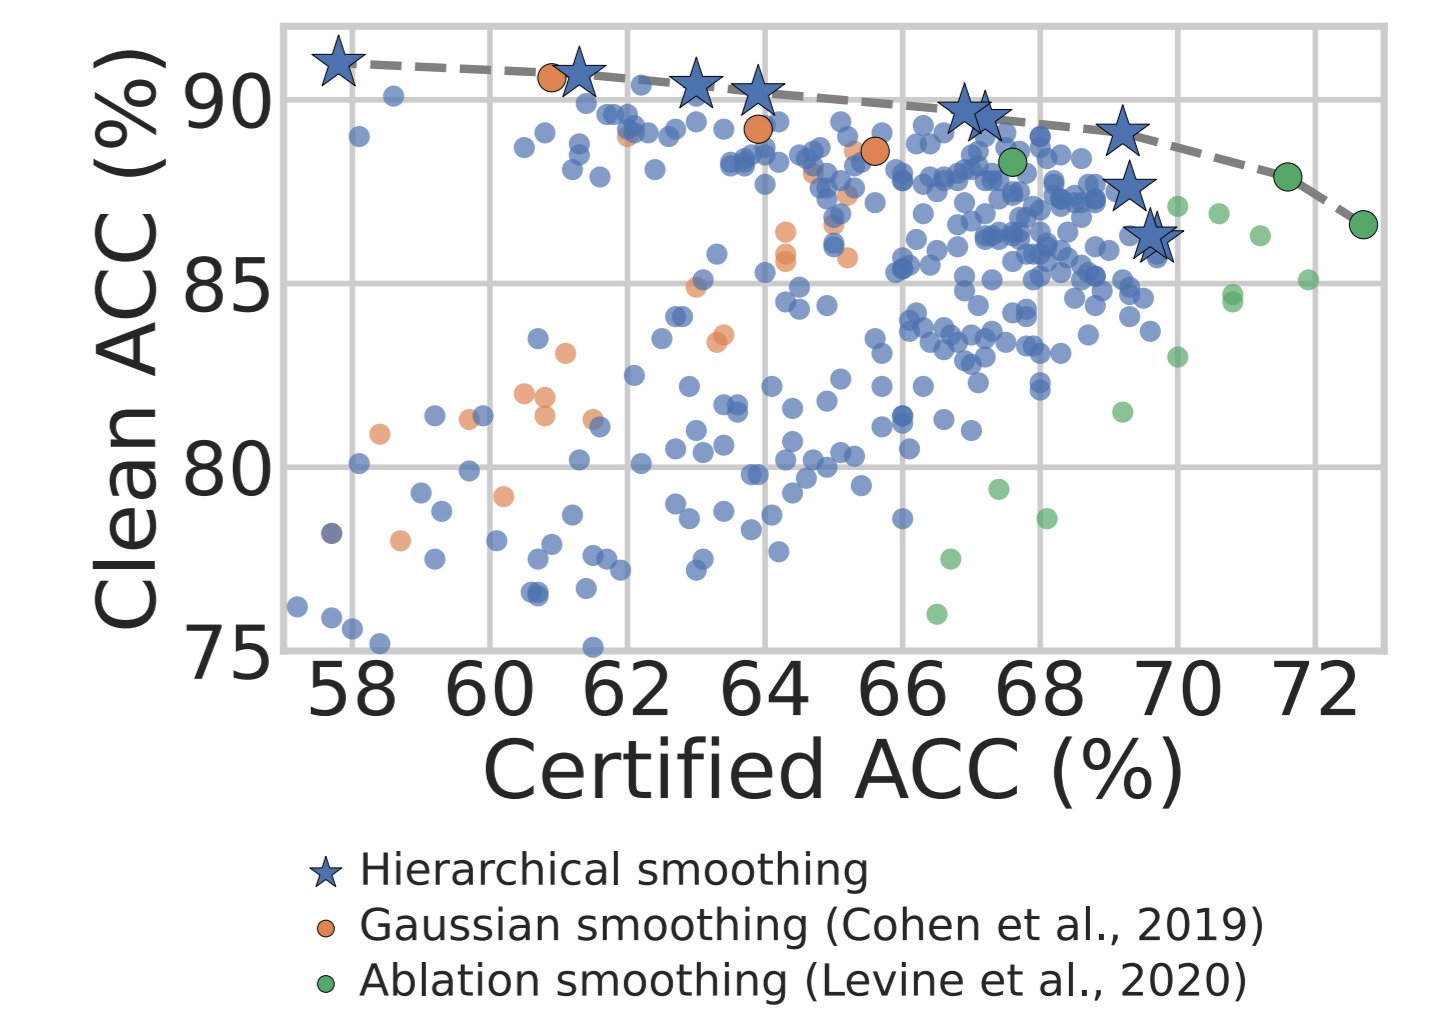 Clean ACC (%)
90
85
80
75
58 60 62 64 66 68 70 72
Certified ACC (%)
Hierarchical smoothing
Gaussian smoothing (Cohen et al., 2019)
Ablation smoothing (Levine et al., 2020)